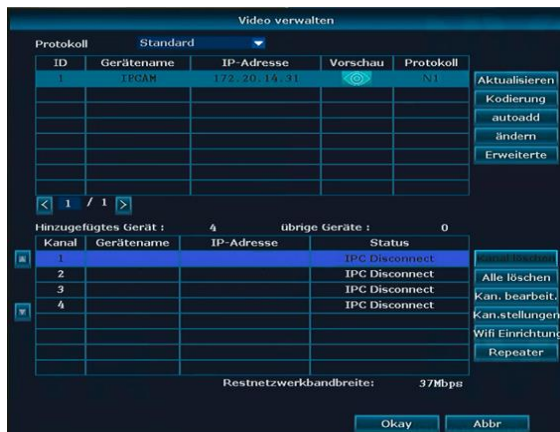 Video verwalten
Protokoll Standard
ID Gerätename IP-Adresse Vorschau Protokoll
1 IPCAM 172.20.14.31 N1
Aktualisieren
Kodierung
autoadd
ändern
Erweiterte
< 1 / 1 >
Hinzugefügtes Gerät : 4 übrige Geräte : 0
Kanal Gerätename IP-Adresse Status
1 IPC Disconnect
2 IPC Disconnect
3 IPC Disconnect
4 IPC Disconnect
Kanal löschen
Alle löschen
Kan. bearbeit.
Kan.stellungen
Wifi Einrichtung
Repeater
Restnetzwerkbandbreite: 37Mbps
Okay Abbr